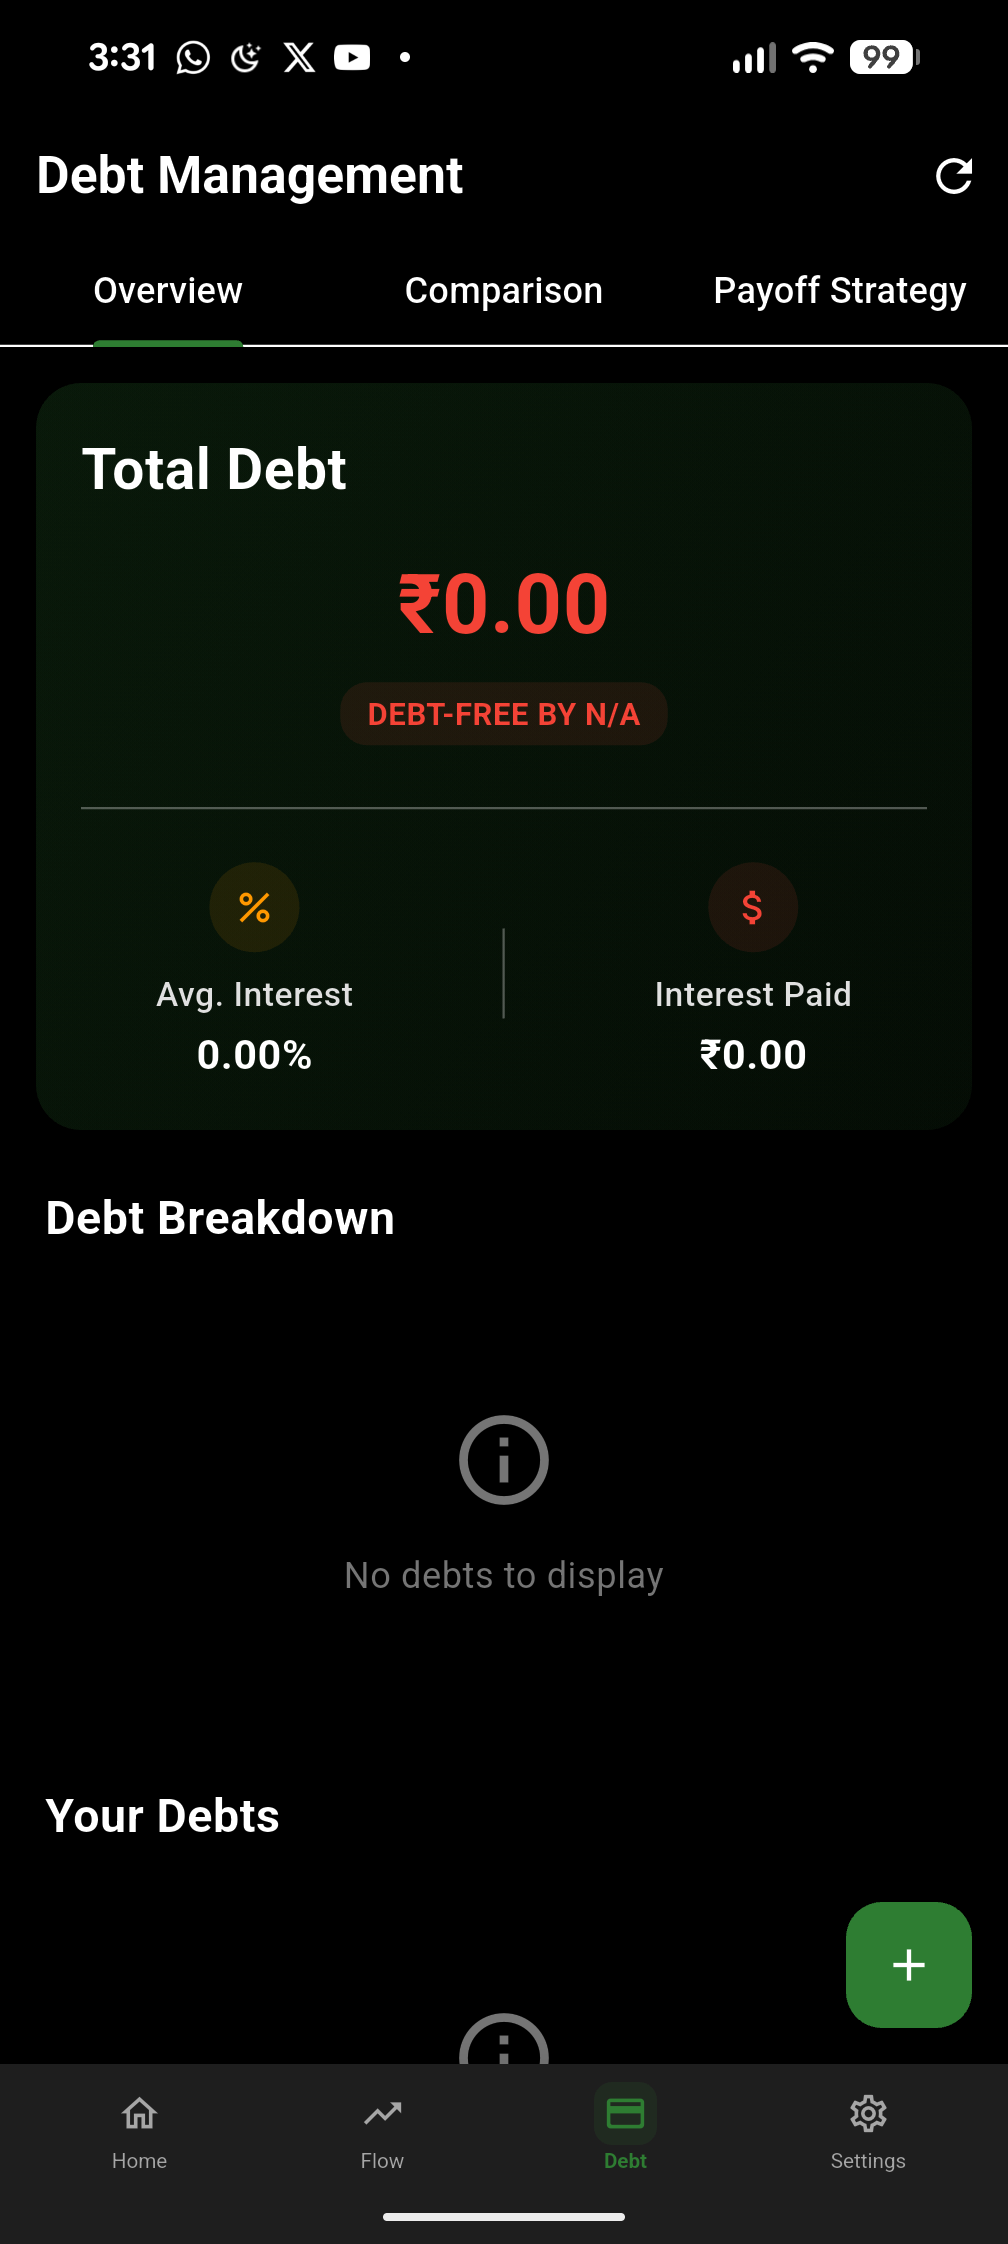 3:31
99
Debt Management
Overview Comparison Payoff Strategy
Total Debt
₹0.00
DEBT-FREE BY N/A
Avg. Interest Interest Paid
0.00% ₹0.00
Debt Breakdown
No debts to display
Your Debts
Home Flow Debt Settings